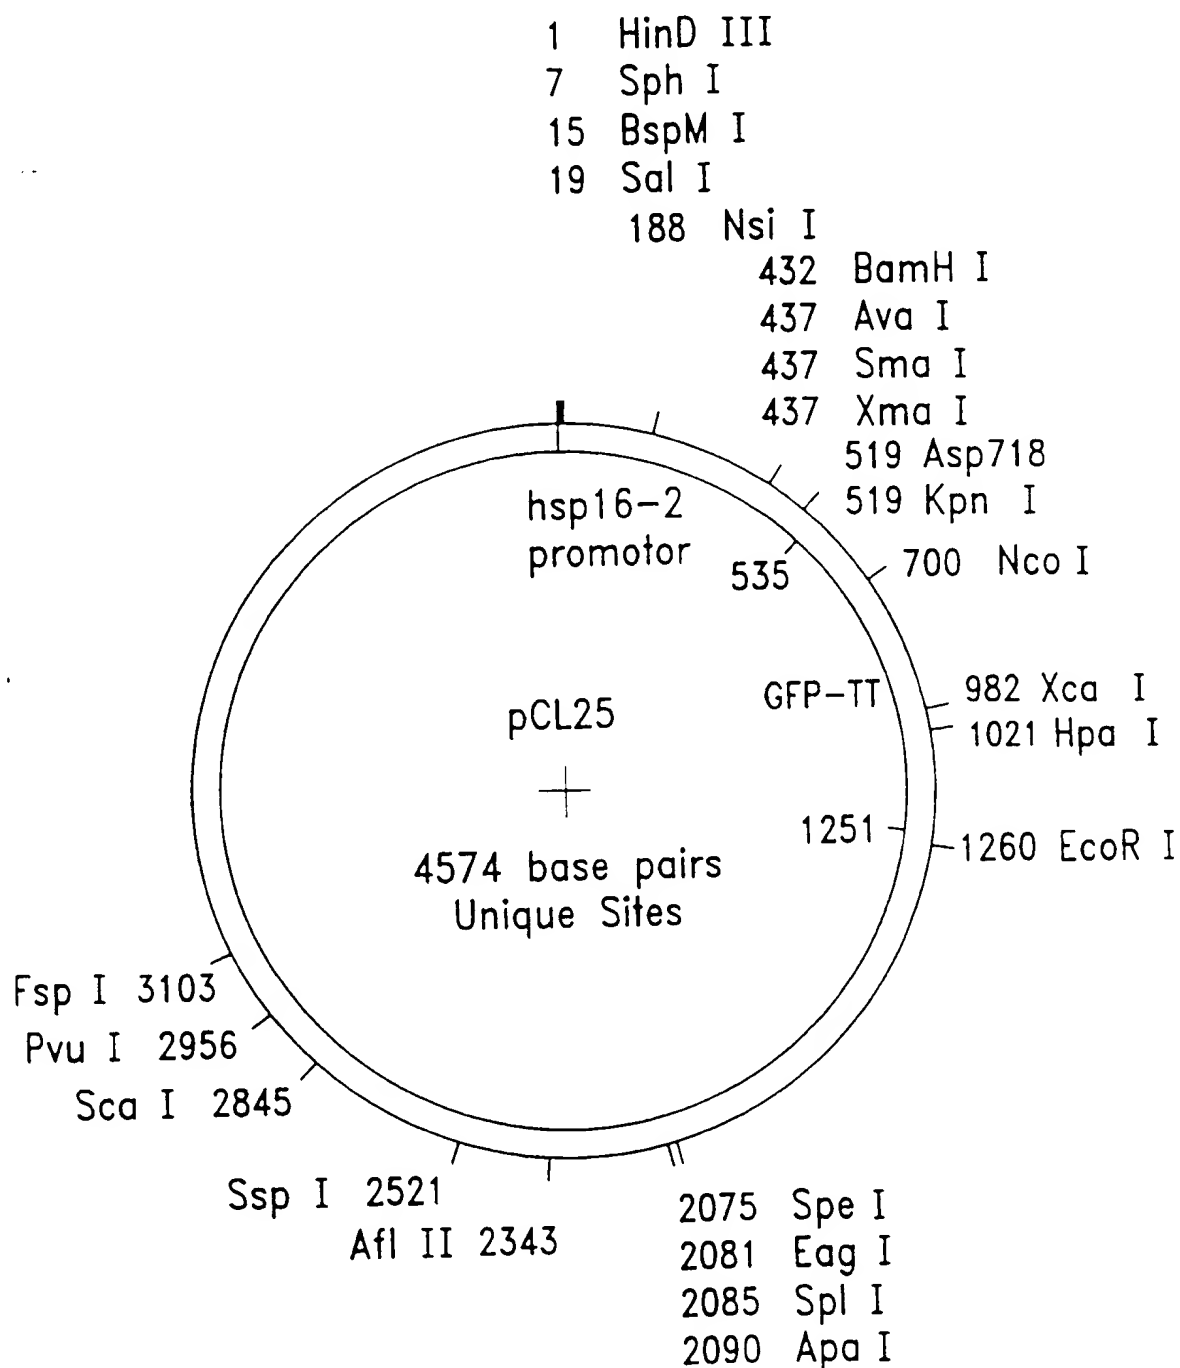 1 HinD III
7 Sph I
15 BspM I
19 Sal I
188 Nsi I
432 BamH I
437 Ava I
437 Sma I
437 Xma I
519 Asp718
519 Kpn I
hsp16-2
promotor
535
700 Nco I
GFP-TT
982 Xca I
pCL25
1021 Hpa I
1251
1260 EcoR I
4574 base pairs
Unique Sites
Fsp I 3103
Pvu I 2956
Sca I 2845
Ssp I 2521
Afl II 2343
2075 Spe I
2081 Eag I
2085 Spl I
2090 Apa I